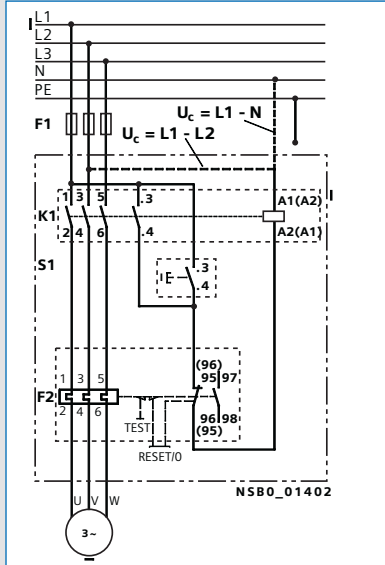 L1
L2
L3
N
PE
F1
Uc = L1 - N
Uc = L1 - L2
1 3 5 .3
A1(A2)
K1
2 4 6 .4
A2(A1)
S1
.3
I E
.4
(96)
1 3 5
95 97
F2
2 4 6
96 98
TEST
(95)
RESET/0
NSB0_01402
U V W
3~